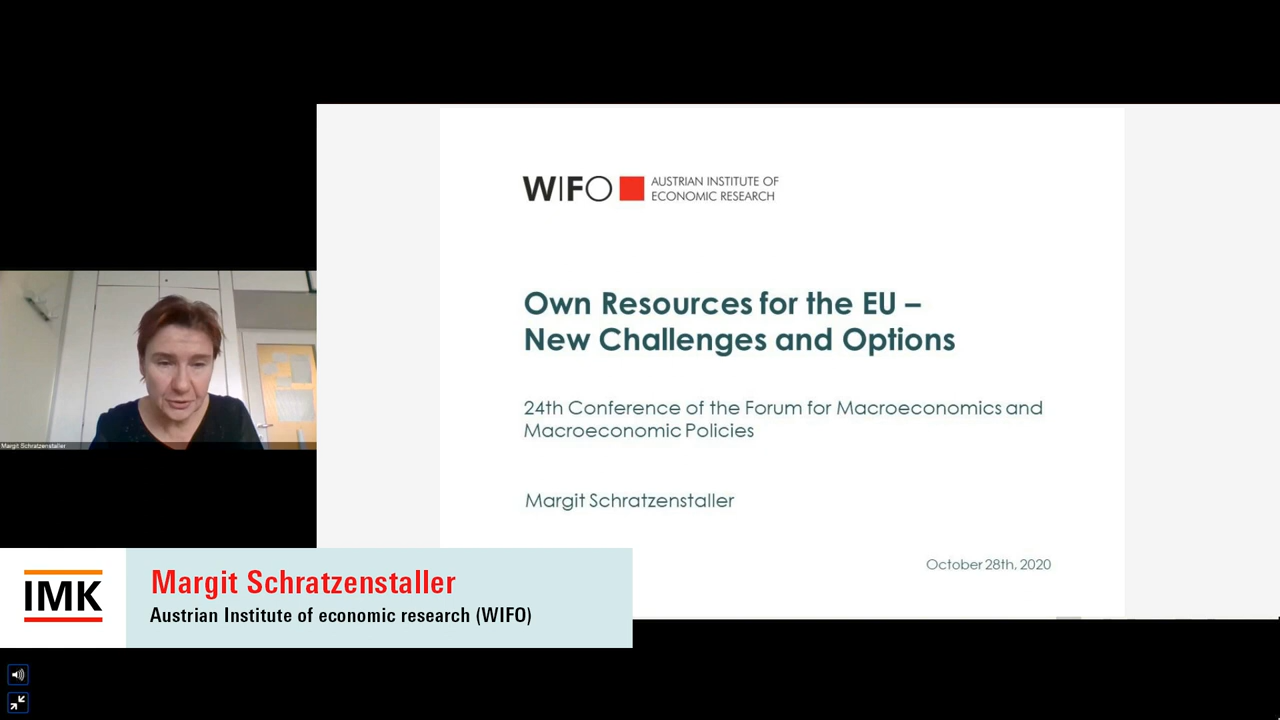 WIFO AUSTRIAN INSTITUTE OF
ECONOMIC RESEARCH
Own Resources for the EU –
New Challenges and Options
24th Conference of the Forum for Macroeconomics and
Macroeconomic Policies
Margit Schratzenstaller
October 28th, 2020
Margit Schratzenstaller
IMK
Margit Schratzenstaller
Austrian Institute of economic research (WIFO)